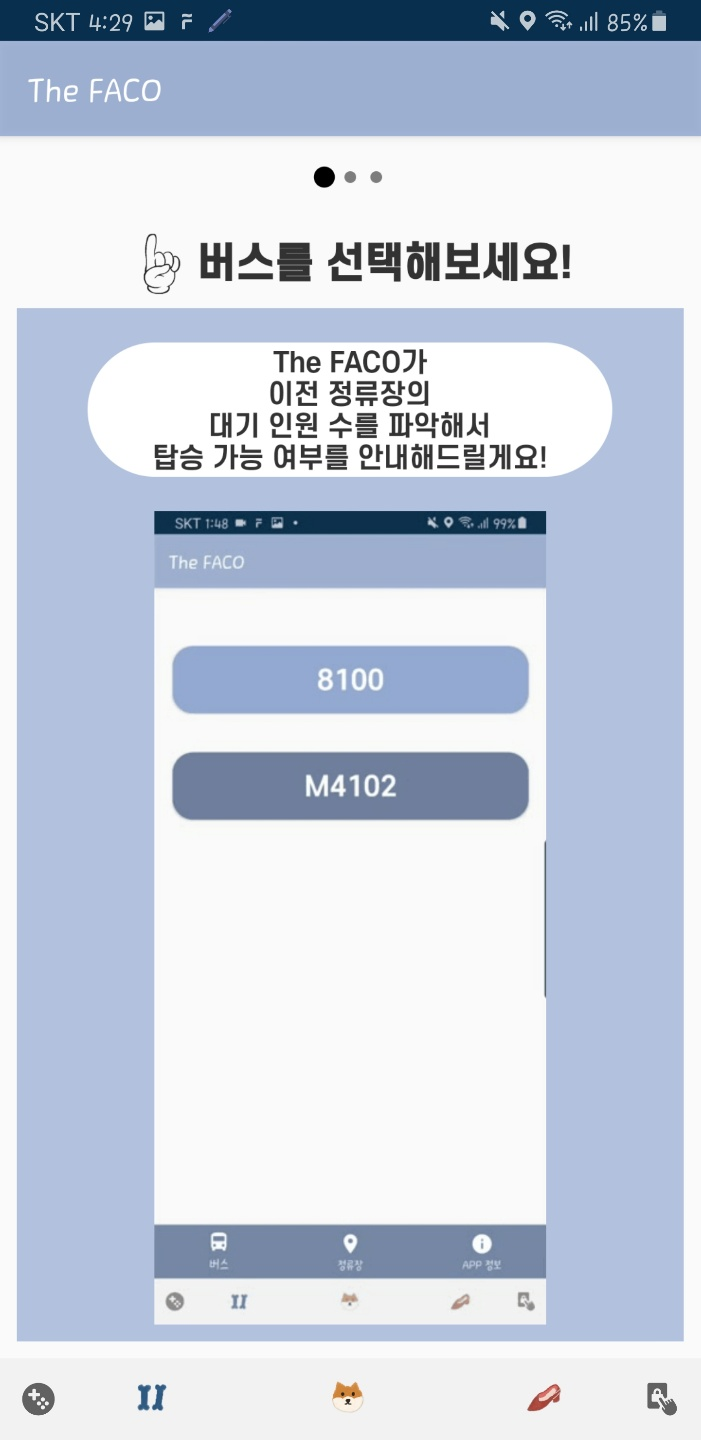 SKT 4:29
85%
The FACO
버스를 선택해보세요!
The FACO가
이전 정류장의
대기 인원 수를 파악해서
탑승 가능 여부를 안내해드릴게요!
SKT 1:48
99%
The FACO
8100
M4102
버스 정류장 APP 정보